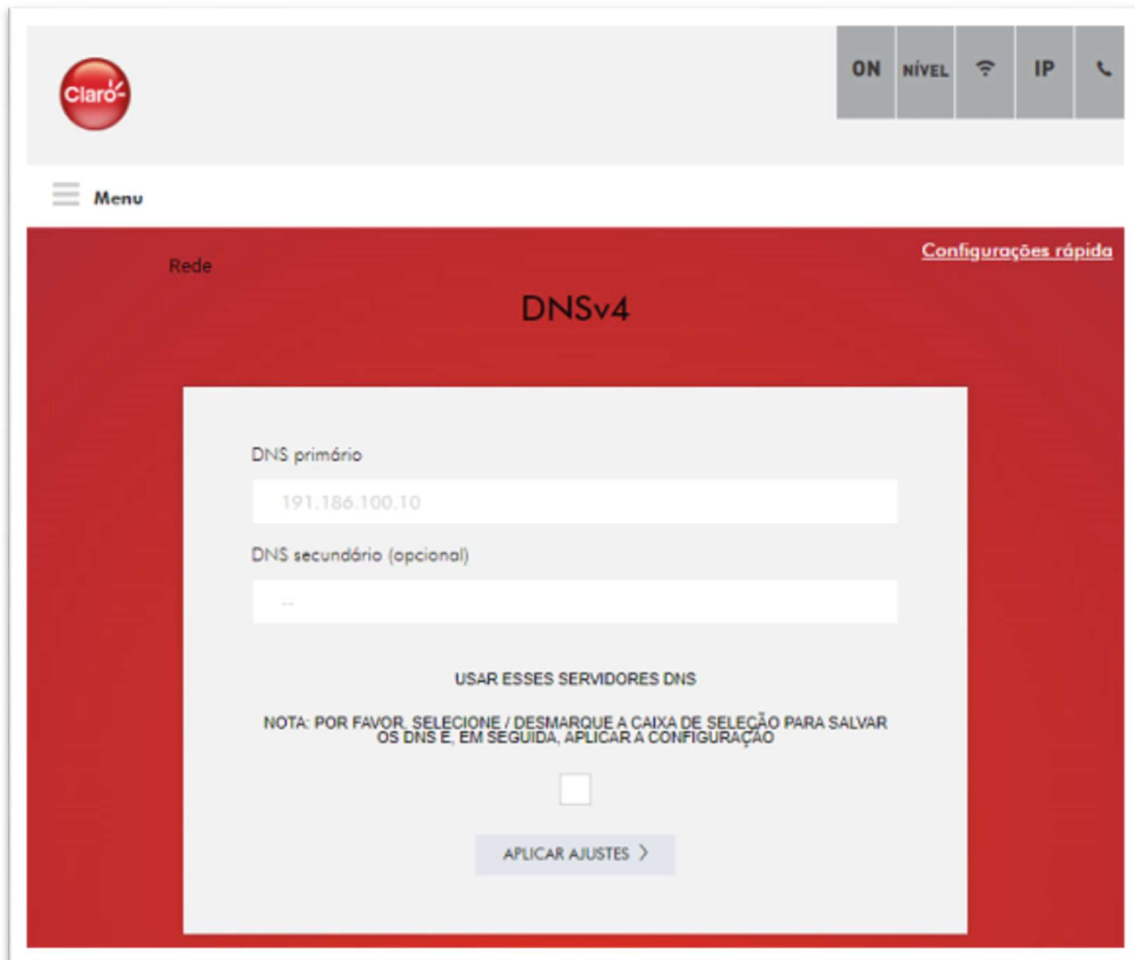 Claro
ON NÍVEL IP
Menu
Configurações rápida
Rede
DNSv4
DNS primário
191.186.100.10
DNS secundário (opcional)
--
USAR ESSES SERVIDORES DNS
NOTA: POR FAVOR, SELECIONE / DESMARQUE A CAIXA DE SELEÇÃO PARA SALVAR
OS DNS E, EM SEGUIDA, APLICAR A CONFIGURAÇÃO
APLICAR AJUSTES >